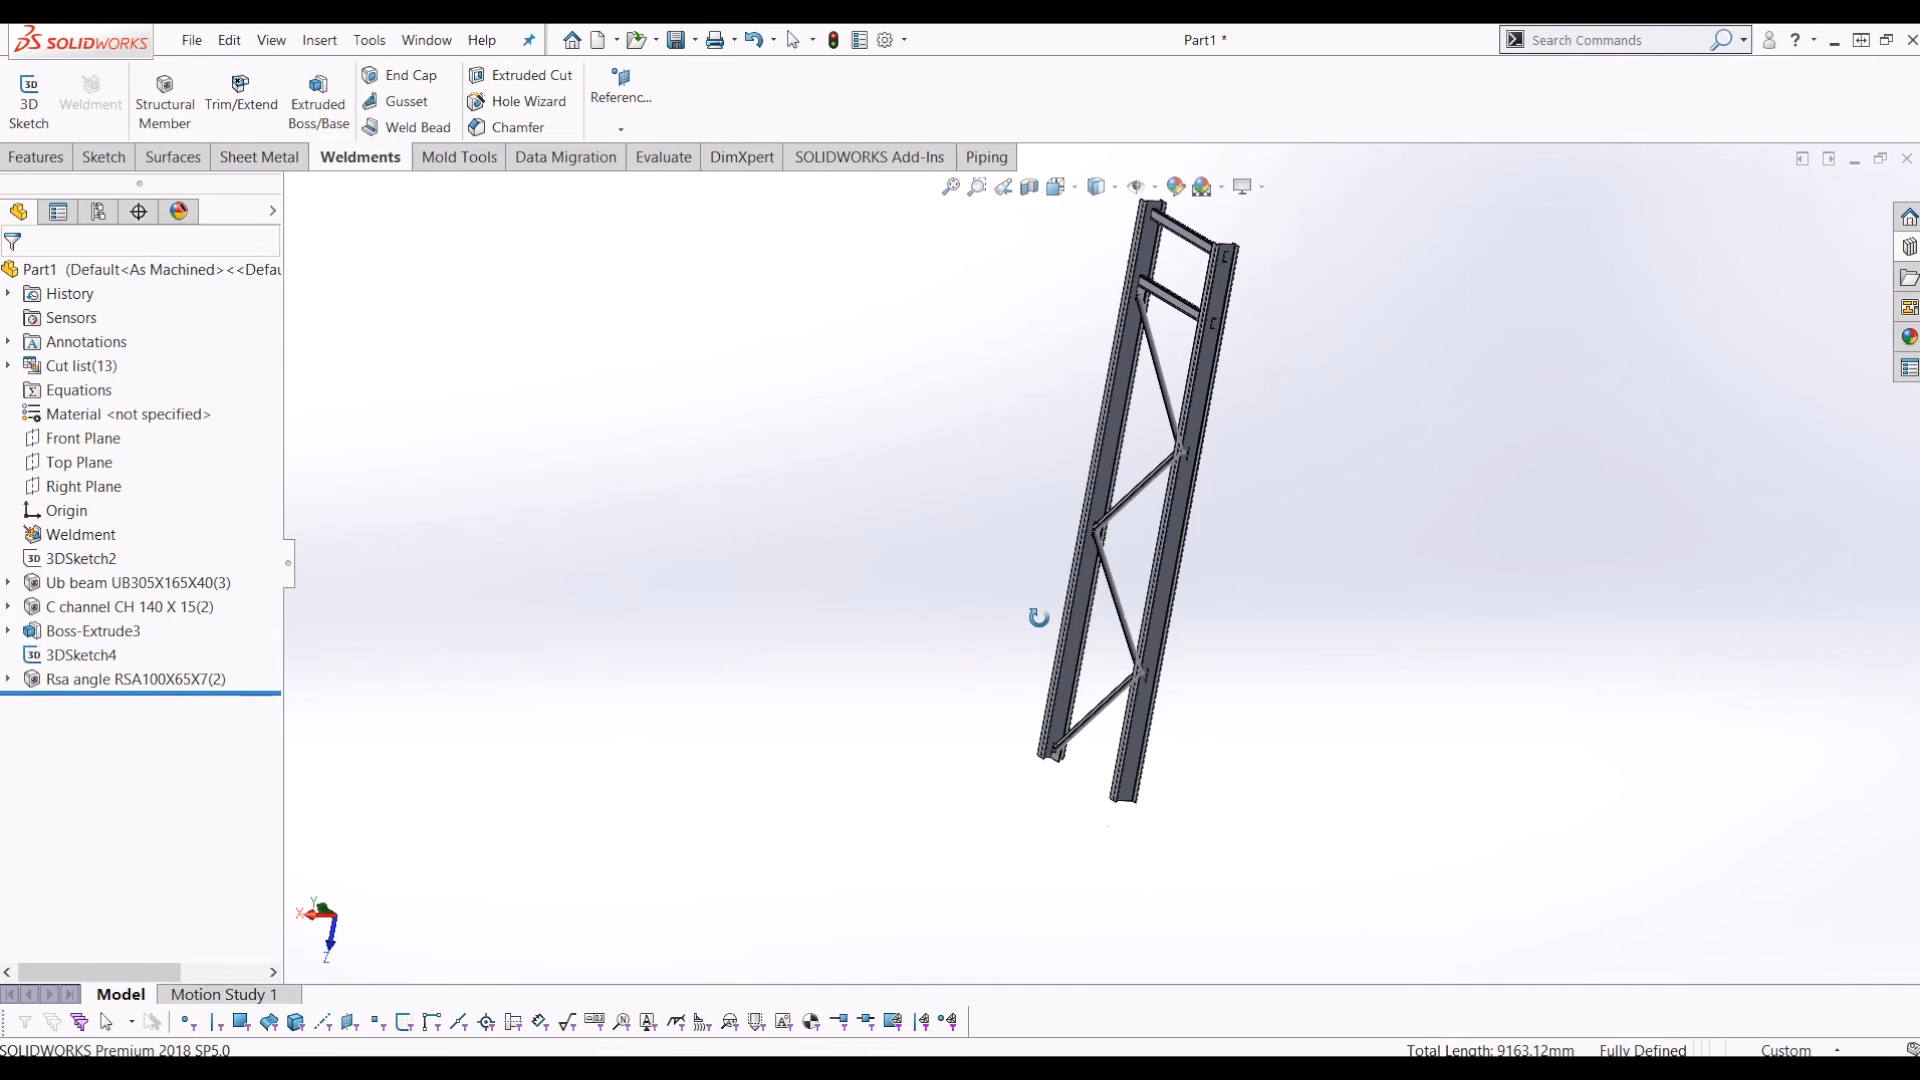 SOLIDWORKS
File Edit View Insert Tools Window Help
Part1 *
Search Commands
?
3D Sketch
Weldment
Structural Member
Trim/Extend
Extruded Boss/Base
End Cap
Gusset
Weld Bead
Extruded Cut
Hole Wizard
Chamfer
Referenc...
Features Sketch Surfaces Sheet Metal Weldments Mold Tools Data Migration Evaluate DimXpert SOLIDWORKS Add-Ins Piping
Part1 (Default<As Machined><<Defau
History
Sensors
Annotations
Cut list(13)
Equations
Material <not specified>
Front Plane
Top Plane
Right Plane
Origin
Weldment
3DSketch2
Ub beam UB305X165X40(3)
C channel CH 140 X 15(2)
Boss-Extrude3
3DSketch4
Rsa angle RSA100X65X7(2)
Y
X
Z
Model Motion Study 1
SOLIDWORKS Premium 2018 SP5.0
Total Length: 9163.12mm Fully Defined Custom